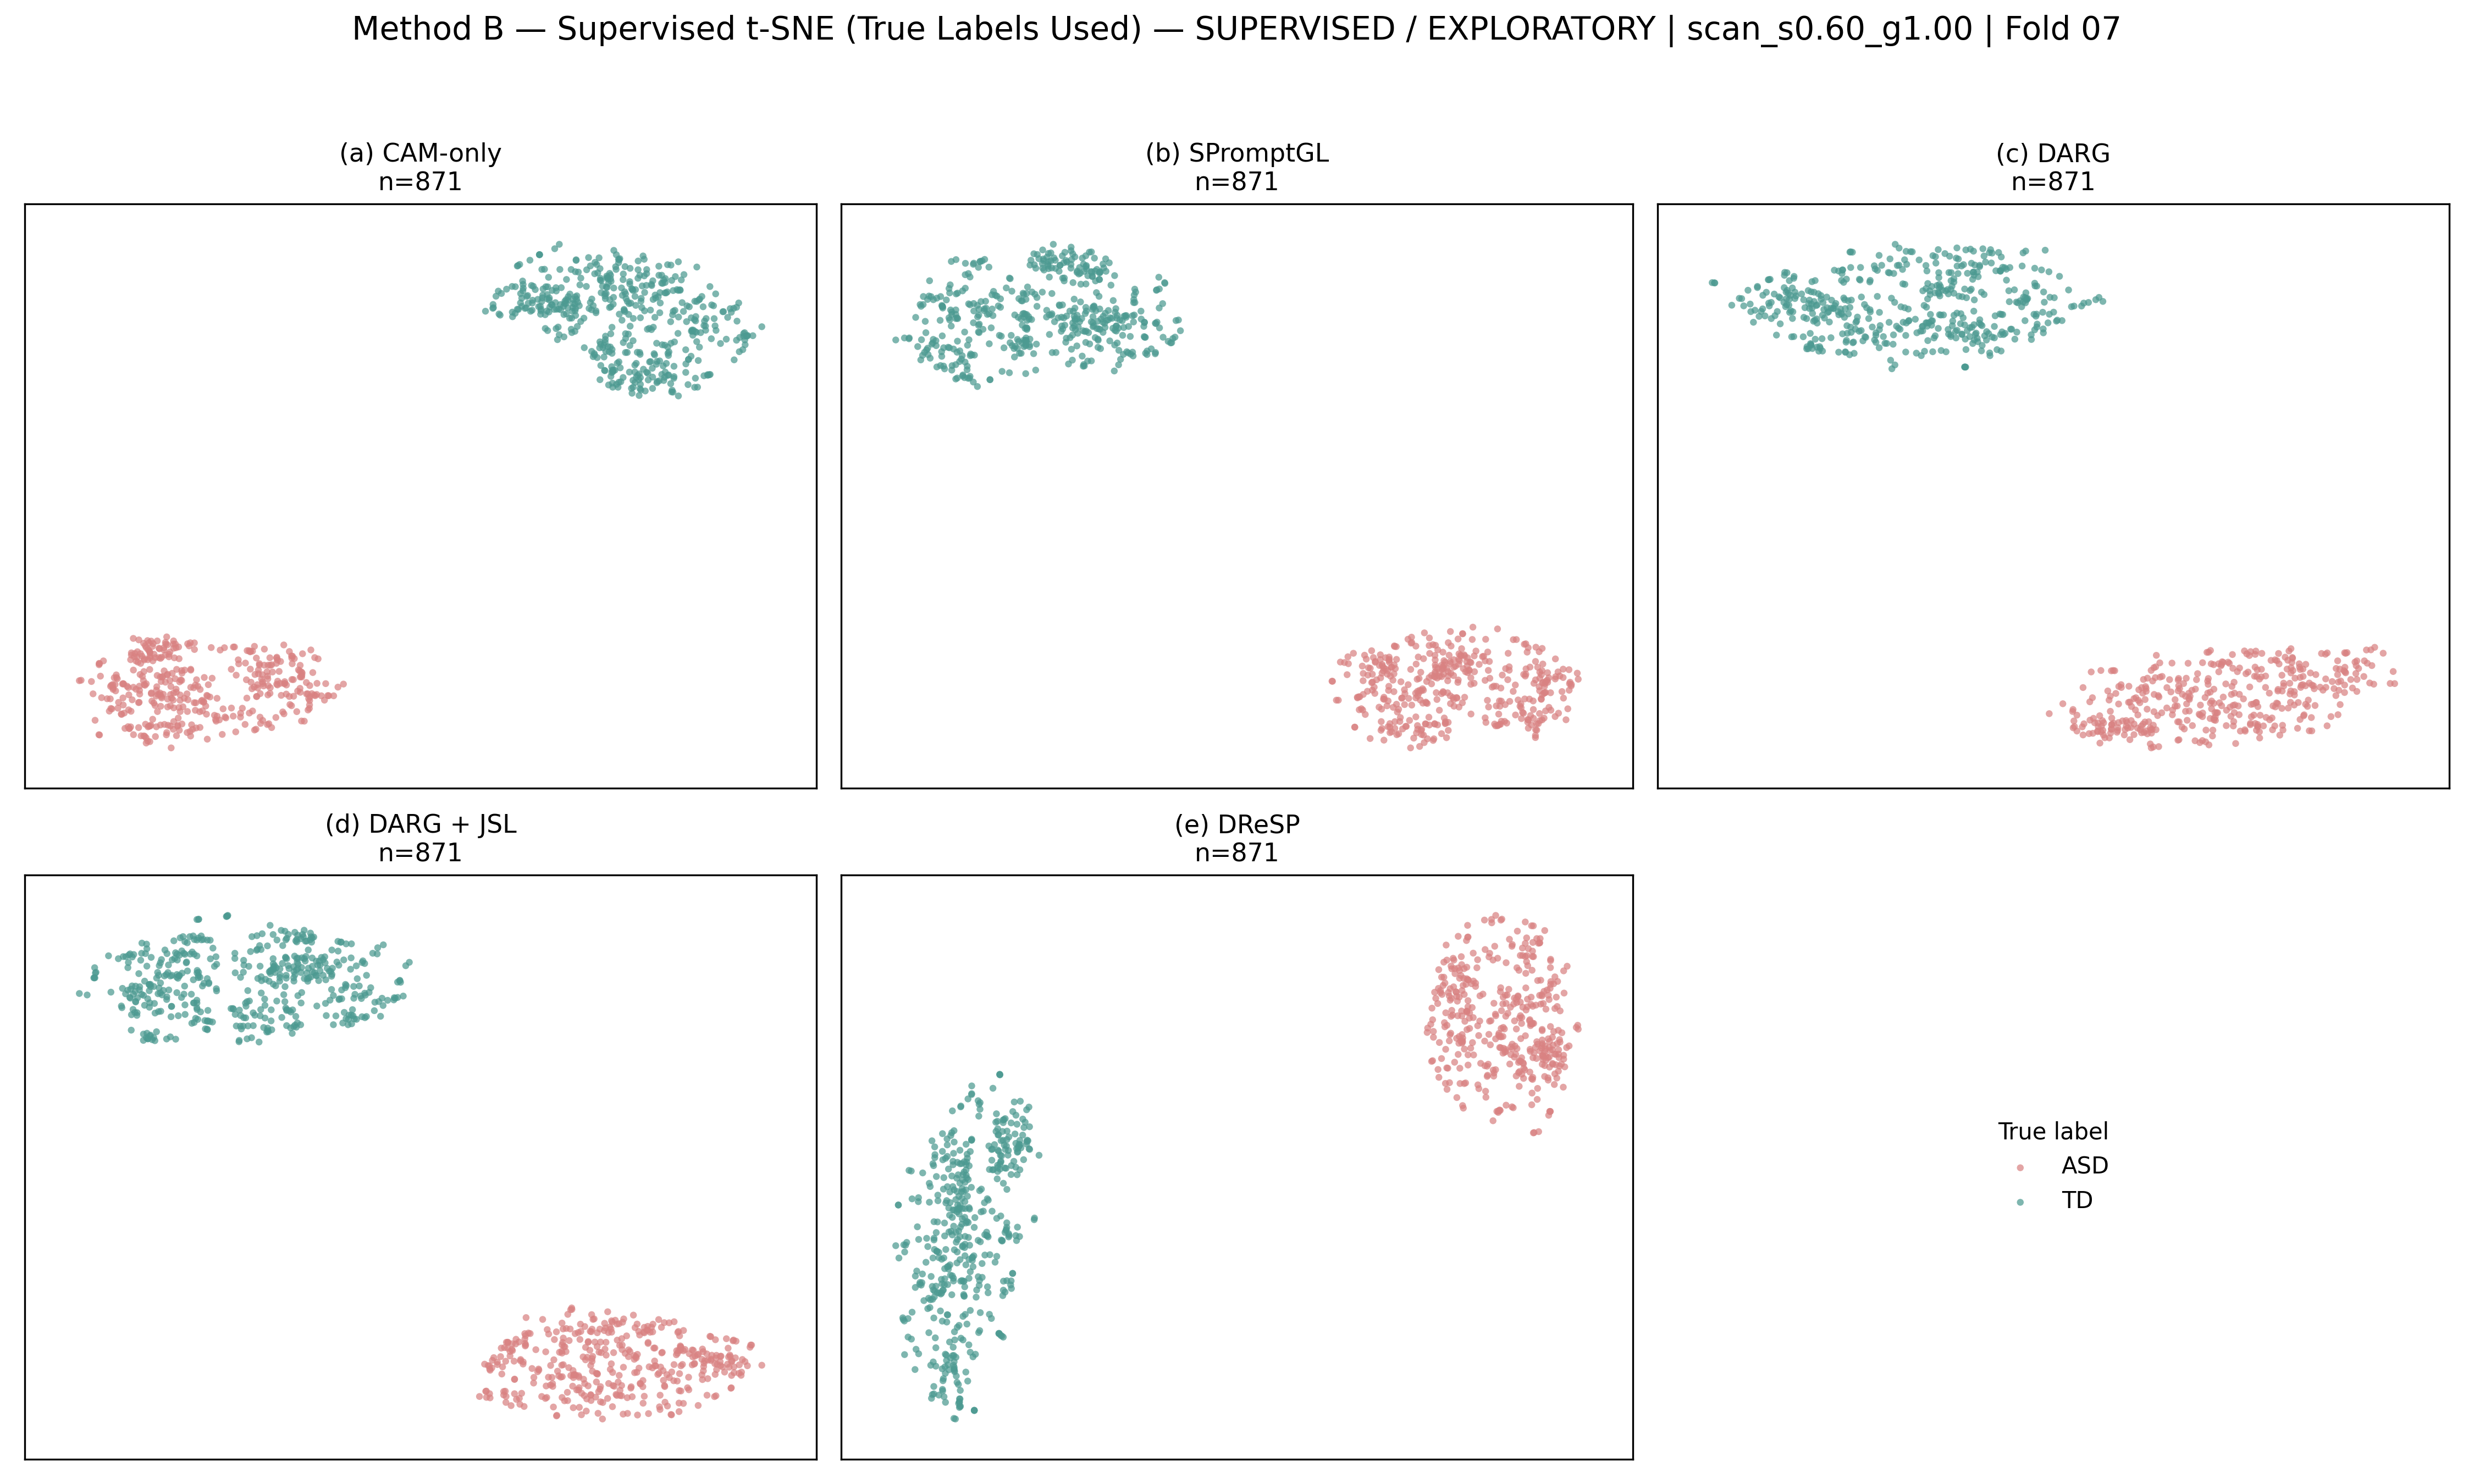 Method B — Supervised t-SNE (True Labels Used) — SUPERVISED / EXPLORATORY | scan_s0.60_g1.00 | Fold 07
(a) CAM-only
n=871
(b) SPromptGL
n=871
(c) DARG
n=871
(d) DARG + JSL
n=871
(e) DReSP
n=871
True label
ASD
TD